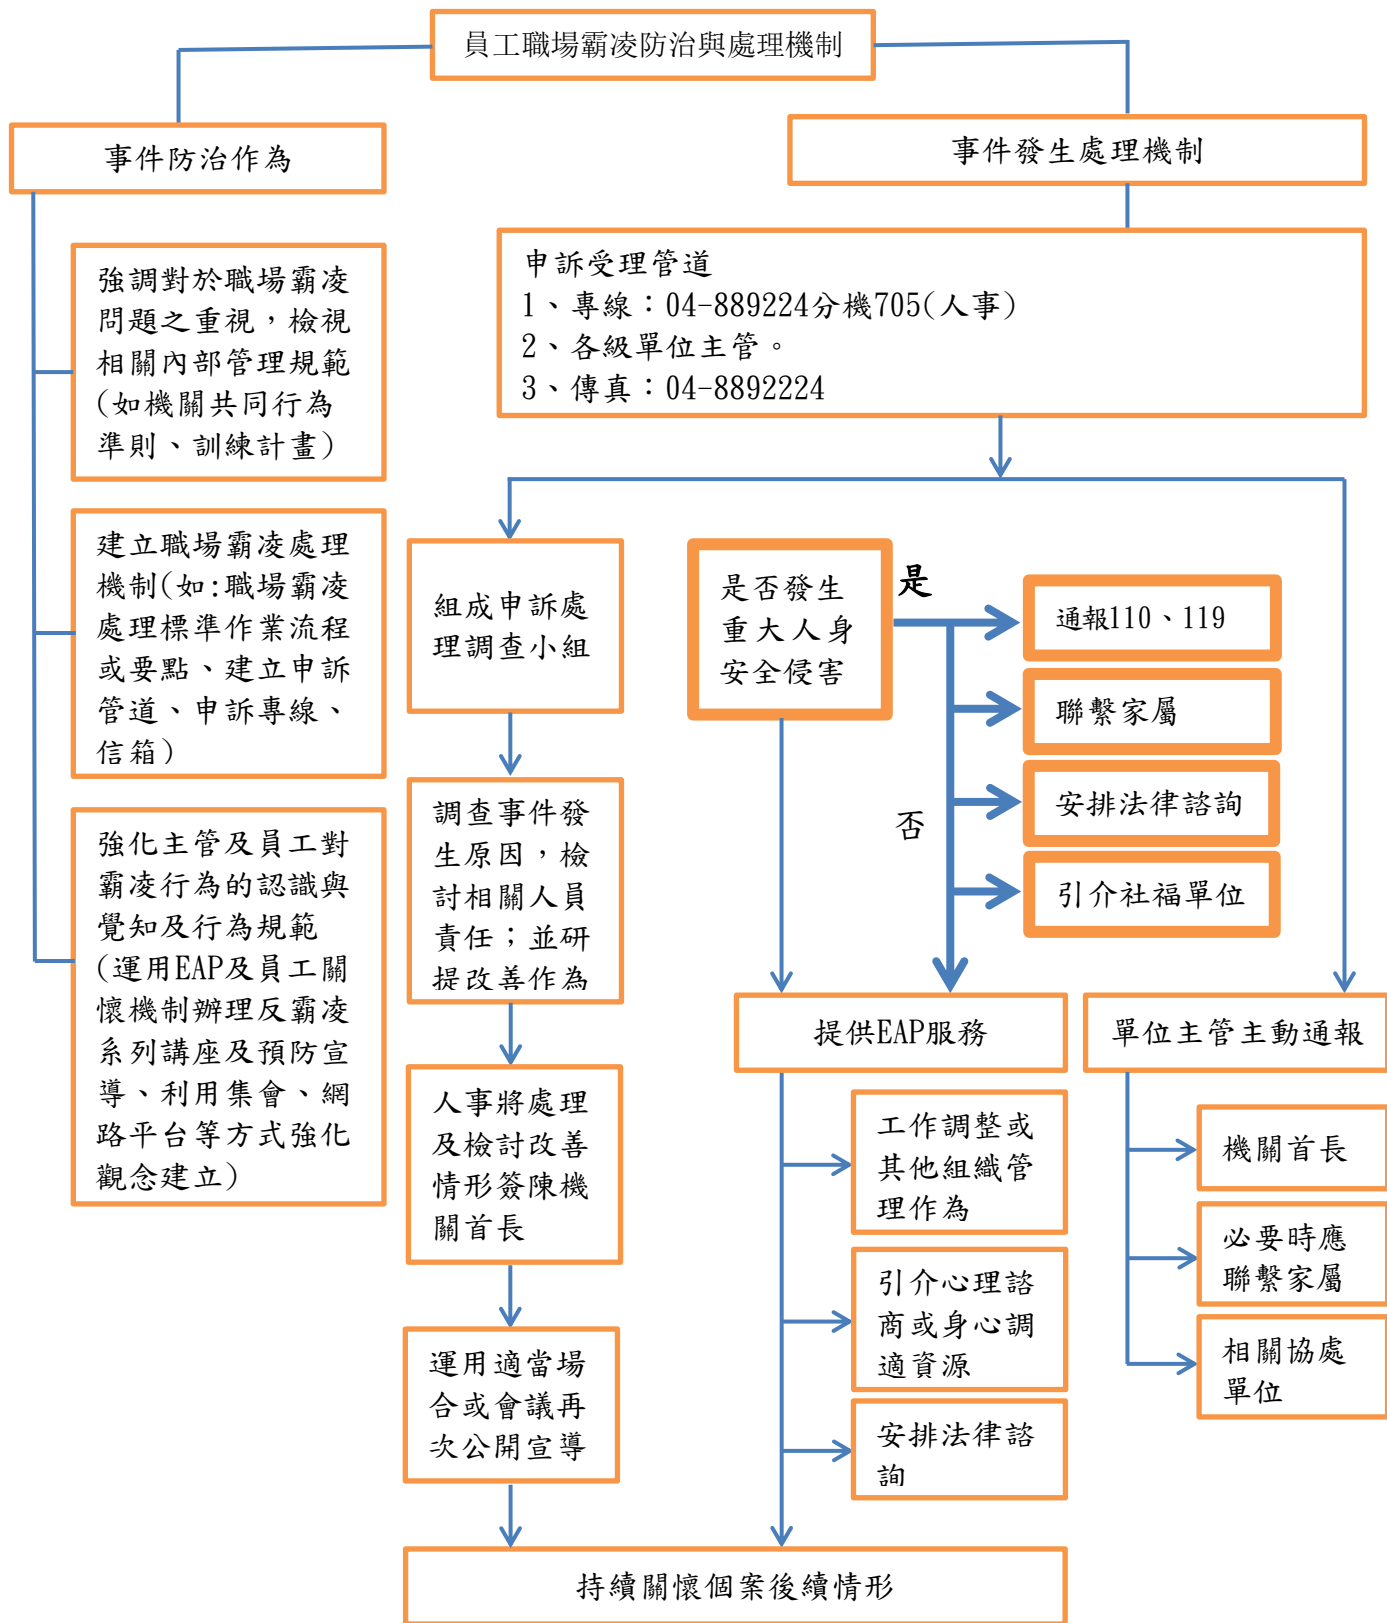 員工職場霸凌防治與處理機制
事件防治作為
強調對於職場霸凌
問題之重視，檢視
相關內部管理規範
(如機關共同行為
準則、訓練計畫)
建立職場霸凌處理
機制(如:職場霸凌
處理標準作業流程
或要點、建立申訴
管道、申訴專線、
信箱)
強化主管及員工對
霸凌行為的認識與
覺知及行為規範
(運用EAP及員工關
懷機制辦理反霸凌
系列講座及預防宣
導、利用集會、網
路平台等方式強化
觀念建立)
事件發生處理機制
申訴受理管道
1、專線：04-889224分機705(人事)
2、各級單位主管。
3、傳真：04-8892224
組成申訴處
理調查小組
調查事件發
生原因，檢
討相關人員
責任；並研
提改善作為
人事將處理
及檢討改善
情形簽陳機
關首長
運用適當場
合或會議再
次公開宣導
是否發生
重大人身
安全侵害
是
否
通報110、119
聯繫家屬
安排法律諮詢
引介社福單位
提供EAP服務
工作調整或
其他組織管
理作為
引介心理諮
商或身心調
適資源
安排法律諮
詢
單位主管主動通報
機關首長
必要時應
聯繫家屬
相關協處
單位
持續關懷個案後續情形